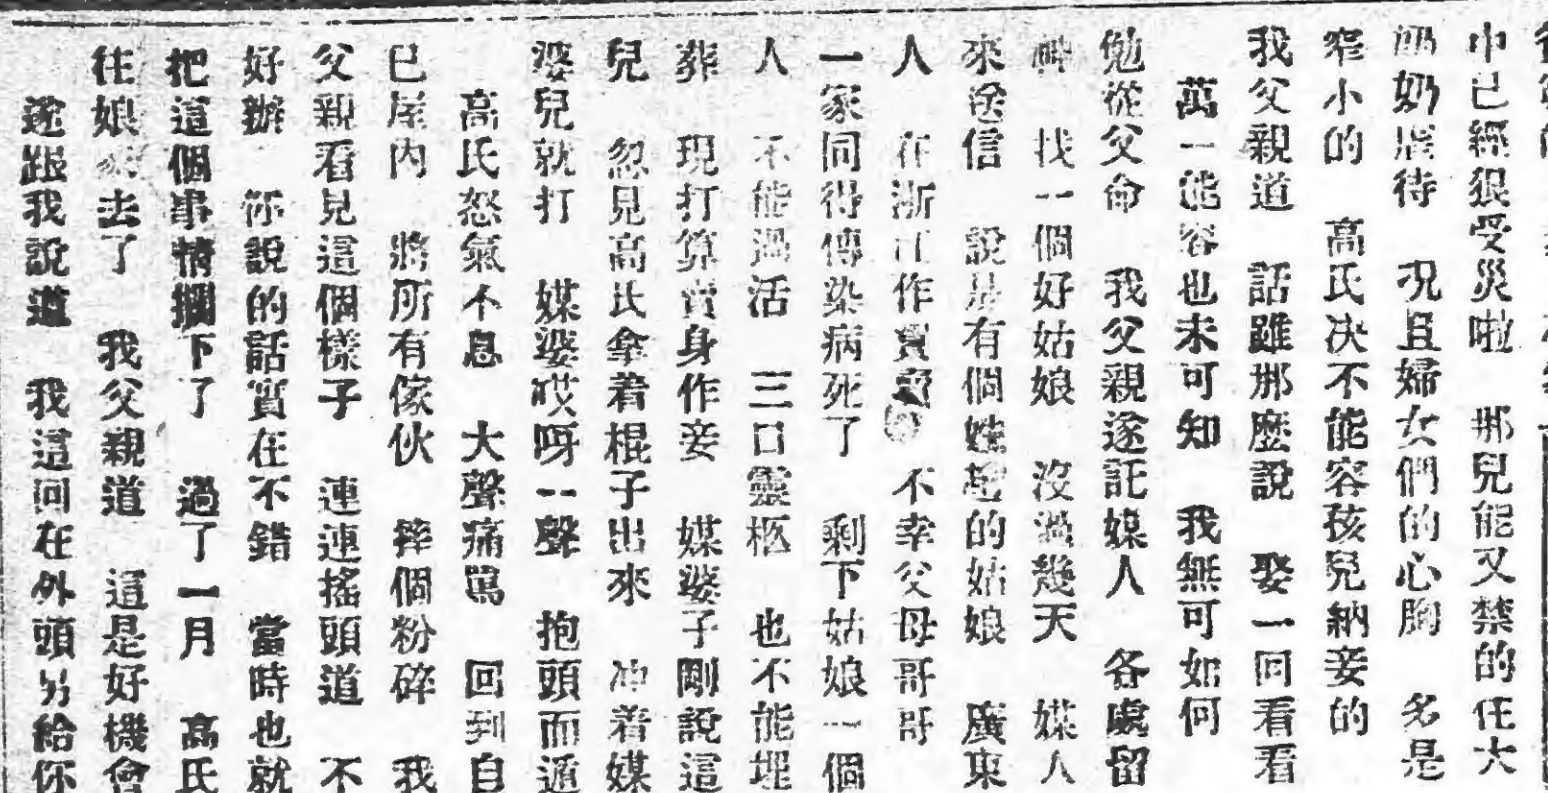 中已經狠受災啦 那兒能又禁的任大
奶奶虐待 况且婦女們的心胸 多是
窄小的 高氏决不能容孩兒納妾的
我父親道 話雖那麽說 娶一回看看
萬一能容也未可知 我無可如何
勉從父命 我父親遂託媒人 各處留
神 找一個好姑娘 沒過幾天 媒人
來送信 說是有個姓的姑娘 廣東
人 在浙江作買賣 不幸父母哥哥
一家同得傳染病死了 剩下姑娘一個
人 不能過活 三口靈柩 也不能埋
葬 現打算賣身作妾 媒婆子剛說這
兒 忽見高氏拿着棍子出來 冲着媒
婆兒就打 媒婆哎呀一聲 抱頭而遁
高氏怒氣不息 大聲痛駡 回到自
已屋內 將所有傢伙 摔個粉碎 我
父親看見這個樣子 連連搖頭道 不
好辦 你說的話實在不錯 當時也就
把這個事情擱下了 過了一月 高氏
往娘家去了 我父親道 這是好機會
遂跟我說道 我這回在外頭另給你